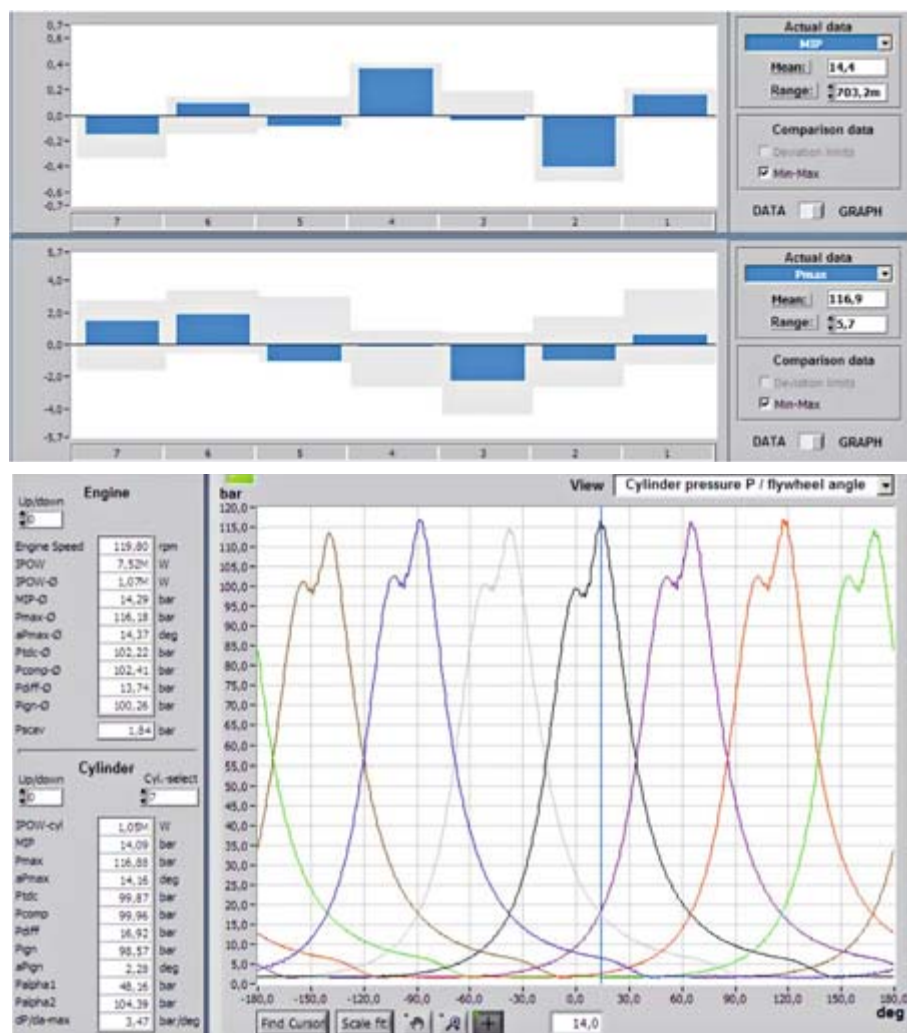 0,7-
0,6-
0,4-
0,2-
0,0-
-0,2-
-0,4-
-0,6-
-0,7-
7 6 5 4 3 2 1
Actual data
MIP
Mean: 14,4
Range: 703,2m
Comparison data
Deviation limits
Min-Max
DATA GRAPH
5,7-
4,0-
2,0-
0,0-
-2,0-
-4,0-
-5,7-
7 6 5 4 3 2 1
Actual data
Pmax
Mean: 116,9
Range: 5,7
Comparison data
Deviation limits
Min-Max
DATA GRAPH
Engine
Up/down
0
Engine Speed 119,80 rpm
IPOW 7,52M W
IPOW-Ø 1,07M W
MIP-Ø 14,29 bar
Pmax-Ø 116,18 bar
aPmax-Ø 14,37 deg
Ptdc-Ø 102,22 bar
Pcomp-Ø 102,41 bar
Pdiff-Ø 13,74 bar
Pign-Ø 100,26 bar
Pscav 1,84 bar
Cylinder
Up/down Cyl.-select
0 7
IPOW-cyl 1,05M W
MIP 14,09 bar
Pmax 116,88 bar
aPmax 14,16 deg
Ptdc 99,87 bar
Pcomp 99,96 bar
Pdiff 16,92 bar
Pign 98,57 bar
aPign 2,28 deg
Palpha1 48,16 bar
Palpha2 104,39 bar
dP/da-max 3,47 bar/deg
bar
View Cylinder pressure P / flywheel angle
120,0-
115,0-
110,0-
105,0-
100,0-
95,0-
90,0-
85,0-
80,0-
75,0-
70,0-
65,0-
60,0-
55,0-
50,0-
45,0-
40,0-
35,0-
30,0-
25,0-
20,0-
15,0-
10,0-
5,0-
0,0-
-180,0 -150,0 -120,0 -90,0 -60,0 -30,0 0,0 30,0 60,0 90,0 120,0 150,0 180,0
deg
Find Cursor Scale fit: 14,0